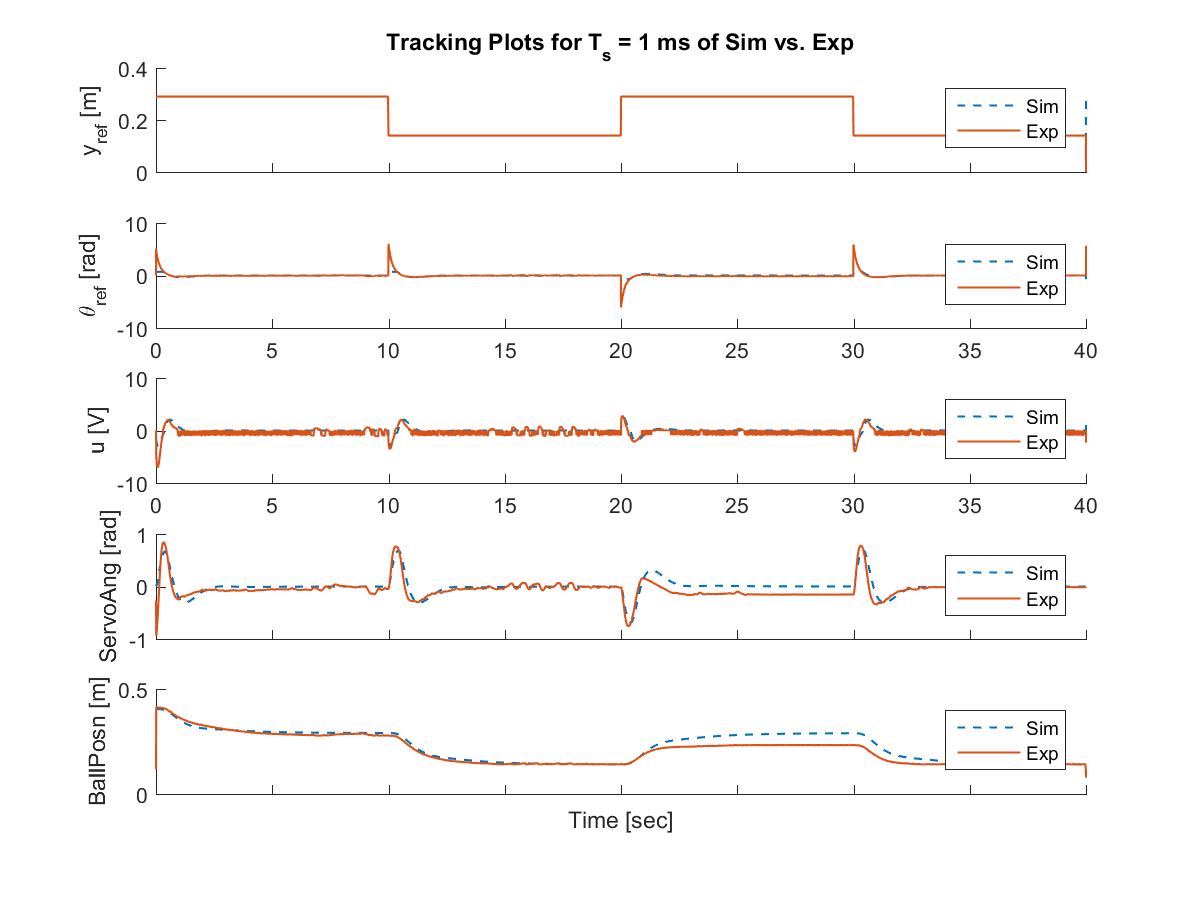 Tracking Plots for T_s = 1 ms of Sim vs. Exp
y_ref [m]
0.4
0.2
0
Sim
Exp
θ_ref [rad]
10
0
-10
Sim
Exp
0 5 10 15 20 25 30 35 40
u [V]
10
0
-10
Sim
Exp
0 5 10 15 20 25 30 35 40
ServoAng [rad]
1
0
-1
Sim
Exp
BallPosn [m]
0.5
0
Sim
Exp
Time [sec]